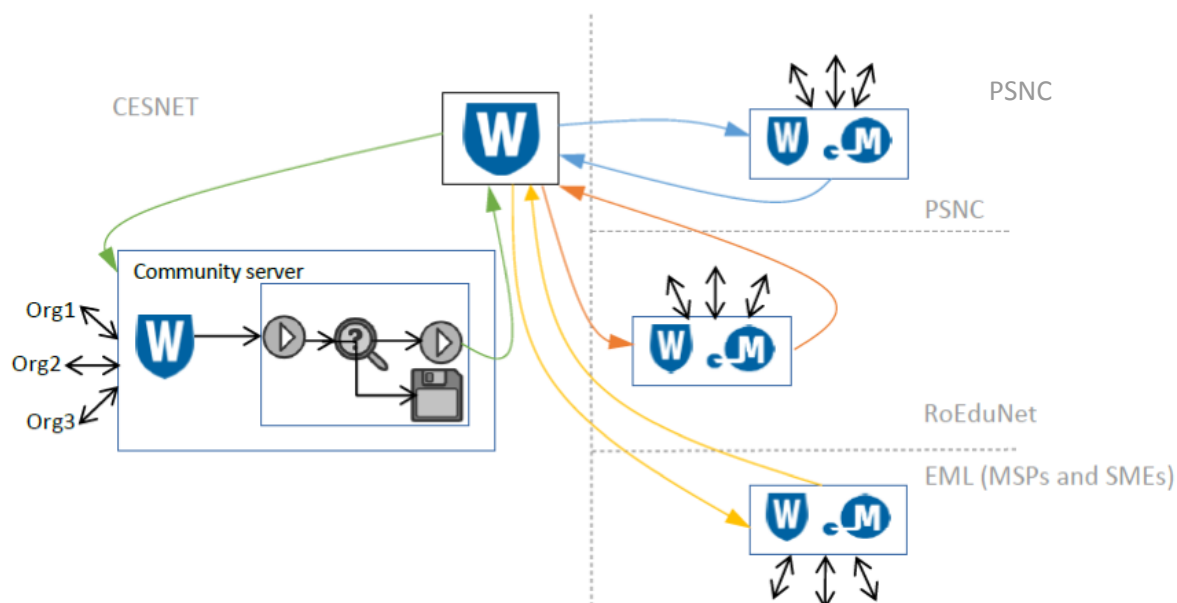 CESNET
PSNC
W
W M
PSNC
Community server
Org1
Org2
Org3
W
?
W M
RoEduNet
EML (MSPs and SMEs)
W M